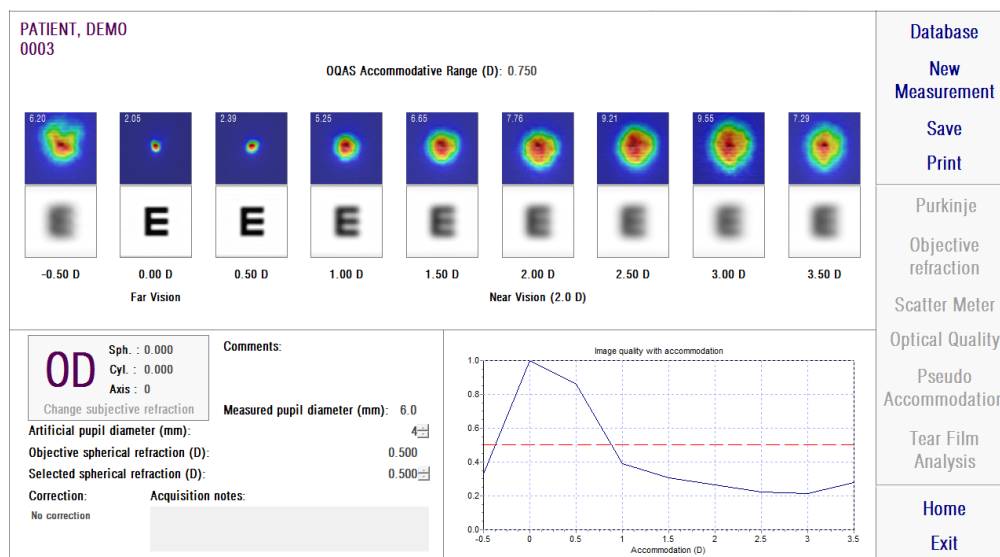 PATIENT, DEMO
0003
OQAS Accommodative Range (D): 0.750
6.20 2.05 2.39 5.25 6.65 7.76 9.21 9.55 7.29
E E E E E E E E E
-0.50 D 0.00 D 0.50 D 1.00 D 1.50 D 2.00 D 2.50 D 3.00 D 3.50 D
Far Vision Near Vision (2.0 D)
OD
Sph. : 0.000
Cyl. : 0.000
Axis : 0
Change subjective refraction
Comments:
Measured pupil diameter (mm): 6.0
Artificial pupil diameter (mm): 4
Objective spherical refraction (D): 0.500
Selected spherical refraction (D): 0.500
Correction: Acquisition notes:
No correction
Image quality with accommodation
1.0
0.8
0.6
0.4
0.2
0.0
-0.5 0 0.5 1 1.5 2 2.5 3 3.5
Accommodation (D)
Database
New
Measurement
Save
Print
Purkinje
Objective
refraction
Scatter Meter
Optical Quality
Pseudo
Accommodation
Tear Film
Analysis
Home
Exit